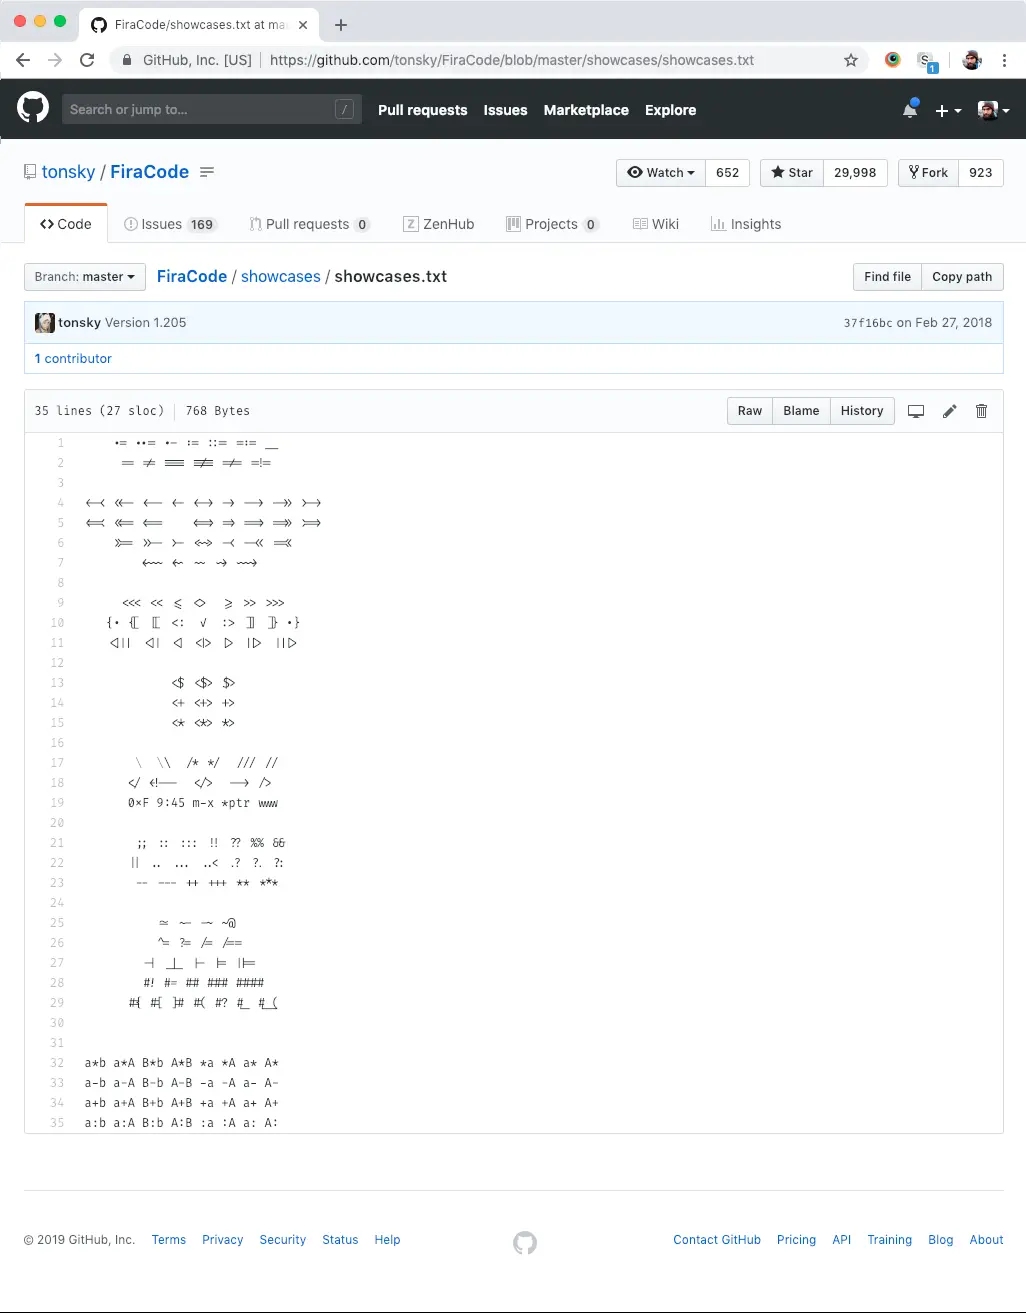 FiraCode/showcases.txt at ma
GitHub, Inc. [US] | https://github.com/tonsky/FiraCode/blob/master/showcases/showcases.txt
S 1
Search or jump to... / Pull requests Issues Marketplace Explore
tonsky / FiraCode Watch 652 Star 29,998 Fork 923
Code Issues 169 Pull requests 0 Z ZenHub Projects 0 Wiki Insights
Branch: master FiraCode / showcases / showcases.txt Find file Copy path
tonsky Version 1.205 37f16bc on Feb 27, 2018
1 contributor
35 lines (27 sloc) 768 Bytes Raw Blame History
1 .= ..= .- := ::= =:= __
2 == != === !== =/= =!=
3
4 <-< <<- <-- <- <-> -> --> ->> >->
5 <=< <<= <== <=> => ==> =>> >=>
6 >>= >>- >- <~> -< -<< =<<
7 <~~ <~ ~~ ~> ~~>
8
9 <<< << <= <> >= >> >>>
10 {. {| [| <: √ :> |] |} .}
11 <||| <|| <| <|> |> ||> |||>
12
13 <$ <$> $>
14 <+ <+> +>
15 <* <*> *>
16
17 \ \\ /* */ /// //
18 </ <!-- </> --> />
19 0xF 9:45 m-x *ptr www
20
21 ;; :: ::: !! ?? %% &&
22 || .. ... ..< .? ?. ?:
23 -- --- ++ +++ ** ***
24
25 ~= ~- -~ ~@
26 ^= ?= /= /==
27 -| _|_ |- |= ||=
28 #! #= ## ### ####
29 #{ #[ ]# #( #? #_ #_(
30
31
32 a*b a*A B*b A*B *a *A a* A*
33 a-b a-A B-b A-B -a -A a- A-
34 a+b a+A B+b A+B +a +A a+ A+
35 a:b a:A B:b A:B :a :A a: A:
© 2019 GitHub, Inc. Terms Privacy Security Status Help Contact GitHub Pricing API Training Blog About